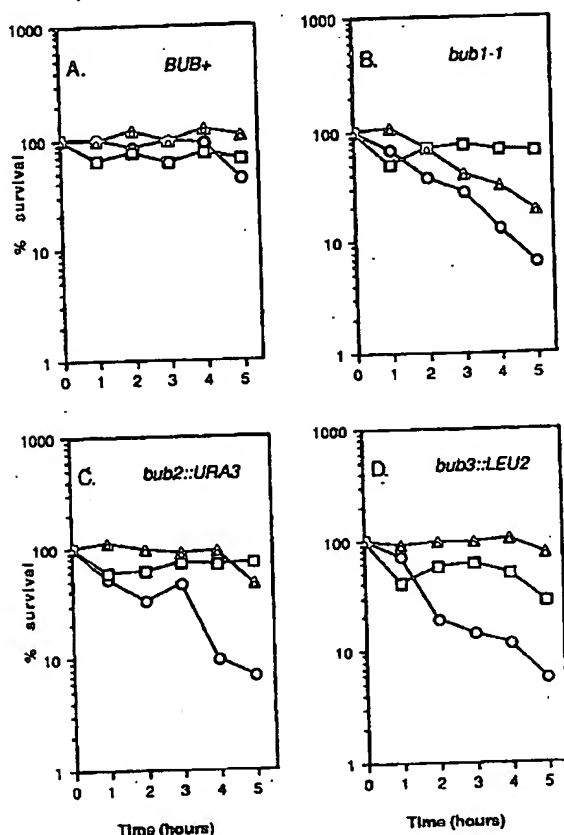 A. BUB+
1000
100
10
1
% survival
0 1 2 3 4 5
B. bub1-1
1000
100
10
1
0 1 2 3 4 5
C. bub2::URA3
1000
100
10
1
% survival
0 1 2 3 4 5
Time (hours)
D. bub3::LEU2
1000
100
10
1
0 1 2 3 4 5
Time (hours)